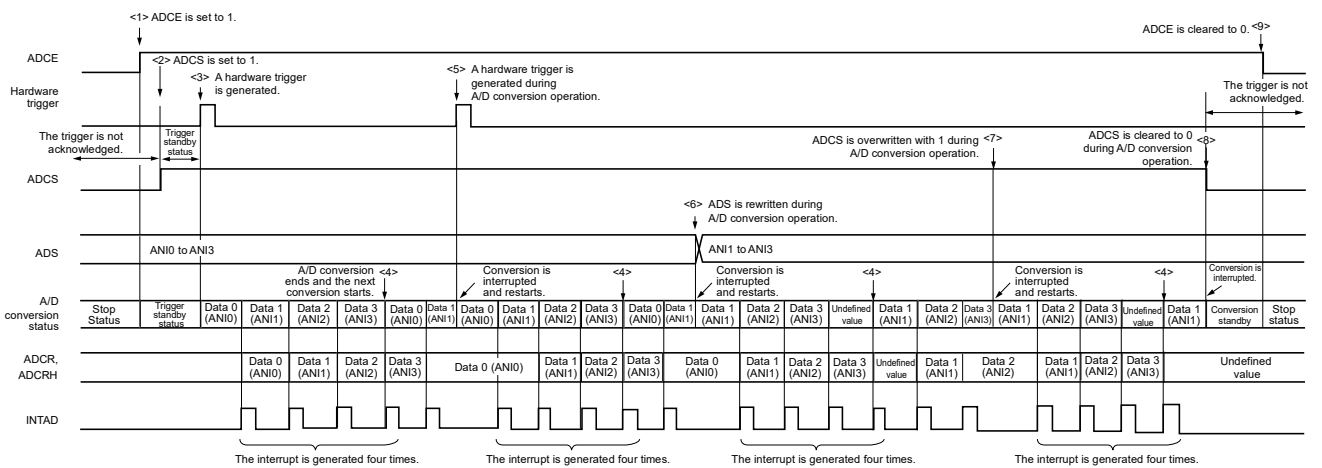 <1> ADCE is set to 1.
ADCE is cleared to 0. <9>
ADCE
<2> ADCS is set to 1.
<3> A hardware trigger
is generated.
<5> A hardware trigger is
generated during
A/D conversion operation.
Hardware
trigger
The trigger is not
acknowledged.
The trigger is not
acknowledged.
Trigger
standby
status
ADCS is overwritten with 1 during <7>
A/D conversion operation.
ADCS is cleared to 0 <8>
during A/D conversion
operation.
ADCS
<6> ADS is rewritten during
A/D conversion operation.
ADS
ANI0 to ANI3
ANI1 to ANI3
A/D conversion <4>
ends and the next
conversion starts.
Conversion is
interrupted
and restarts.
<4>
Conversion is
interrupted
and restarts.
<4>
Conversion is
interrupted
and restarts.
<4>
Conversion is
interrupted.
A/D
conversion
status
Stop
Status
Trigger
standby
status
Data 0
(ANI0)
Data 1
(ANI1)
Data 2
(ANI2)
Data 3
(ANI3)
Data 0
(ANI0)
Data 1
(ANI1)
Data 0
(ANI0)
Data 1
(ANI1)
Data 2
(ANI2)
Data 3
(ANI3)
Data 0
(ANI0)
Data 1
(ANI1)
Data 1
(ANI1)
Data 2
(ANI2)
Data 3
(ANI3)
Undefined
value
Data 1
(ANI1)
Data 2
(ANI2)
Data 3
(ANI3)
Data 1
(ANI1)
Data 2
(ANI2)
Data 3
(ANI3)
Undefined
value
Data 1
(ANI1)
Conversion
standby
Stop
status
ADCR,
ADCRH
Data 0
(ANI0)
Data 1
(ANI1)
Data 2
(ANI2)
Data 3
(ANI3)
Data 0 (ANI0)
Data 1
(ANI1)
Data 2
(ANI2)
Data 3
(ANI3)
Data 0
(ANI0)
Data 1
(ANI1)
Data 2
(ANI2)
Data 3
(ANI3)
Undefined
value
Data 1
(ANI1)
Data 2
(ANI2)
Data 1
(ANI1)
Data 2
(ANI2)
Data 3
(ANI3)
Undefined
value
INTAD
The interrupt is generated four times.
The interrupt is generated four times.
The interrupt is generated four times.
The interrupt is generated four times.